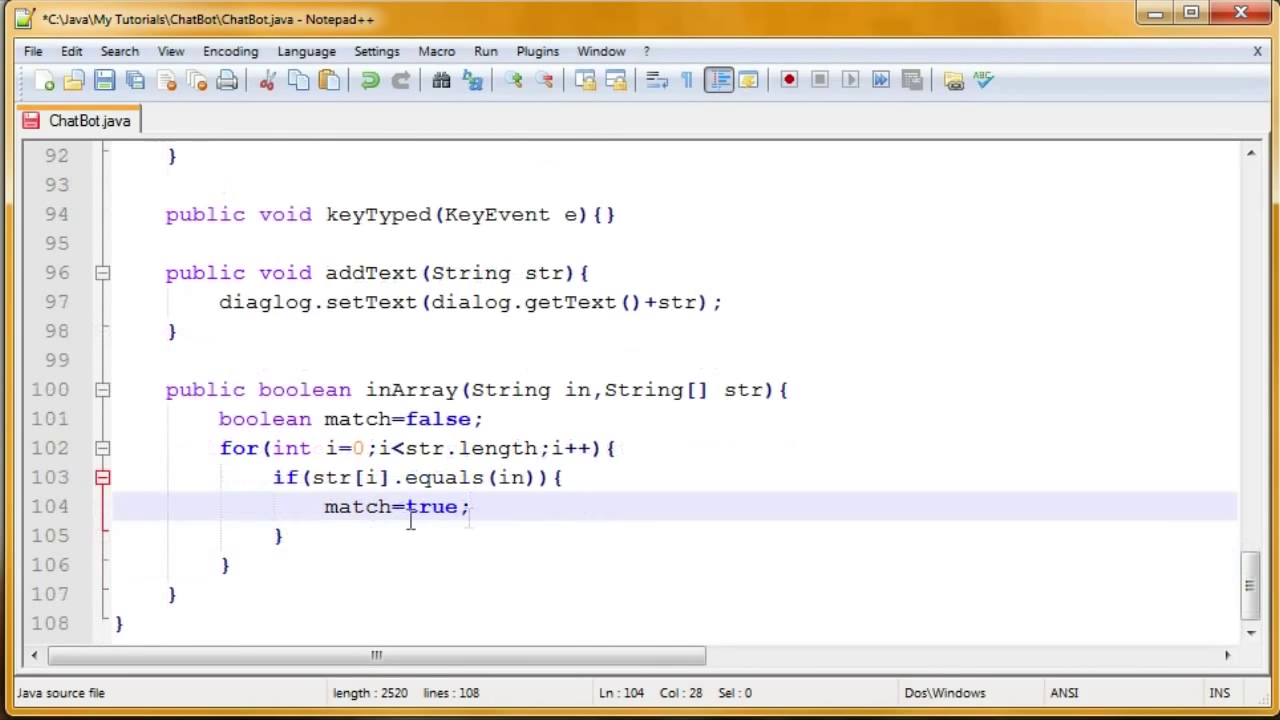 *C:\Java\My Tutorials\ChatBot\ChatBot.java - Notepad++
File Edit Search View Encoding Language Settings Macro Run Plugins Window ? X
ABC
ChatBot.java
92 }
93
94 public void keyTyped(KeyEvent e){}
95
96 public void addText(String str){
97 diaglog.setText(dialog.getText()+str);
98 }
99
100 public boolean inArray(String in,String[] str){
101 boolean match=false;
102 for(int i=0;i<str.length;i++){
103 if(str[i].equals(in)){
104 match=true;
105 }
106 }
107 }
108 }
Java source file length : 2520 lines : 108 Ln : 104 Col : 28 Sel : 0 Dos\Windows ANSI INS